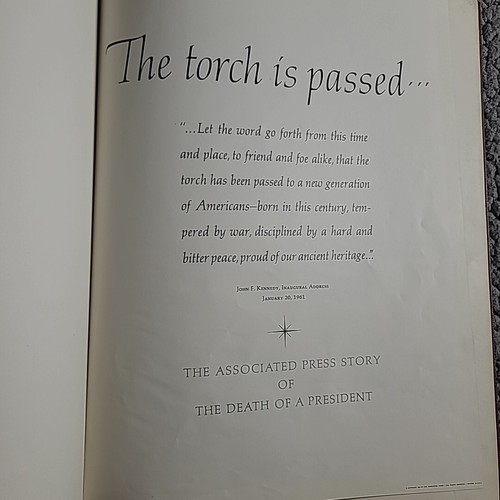 The torch is passed...
"...Let the word go forth from this time
and place, to friend and foe alike, that the
torch has been passed to a new generation
of Americans—born in this century, tem-
pered by war, disciplined by a hard and
bitter peace, proud of our ancient heritage..."
JOHN F. KENNEDY, INAUGURAL ADDRESS
JANUARY 20, 1961
THE ASSOCIATED PRESS STORY
OF
THE DEATH OF A PRESIDENT